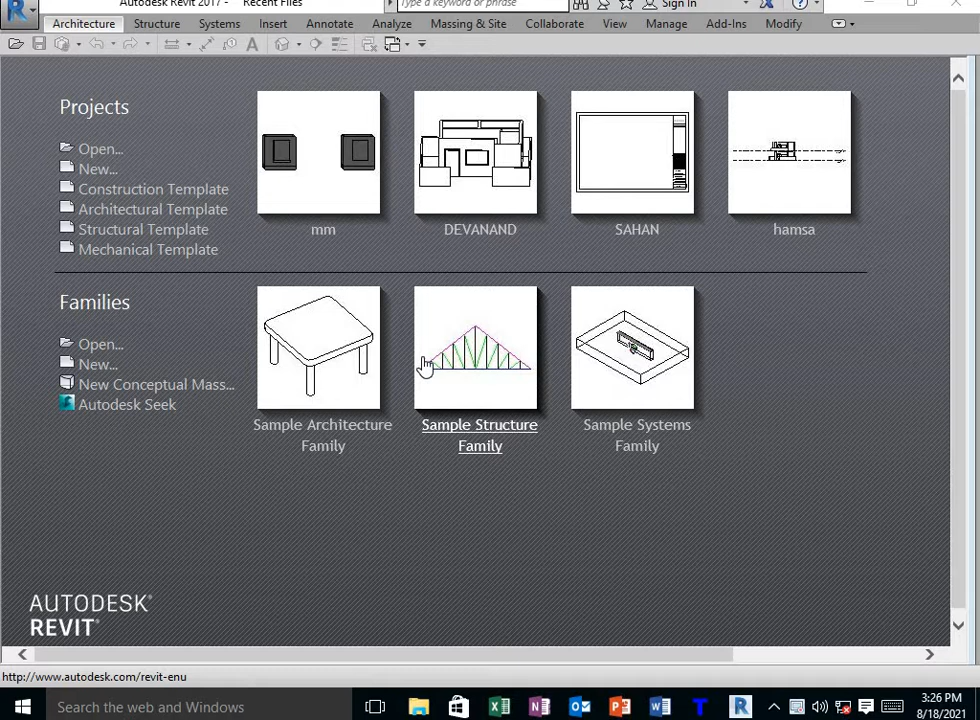 Autodesk Revit 2017 - Recent Files
Type a keyword or phrase
Sign In
Architecture
Structure
Systems
Insert
Annotate
Analyze
Massing & Site
Collaborate
View
Manage
Add-Ins
Modify
Projects
Open...
New...
Construction Template
Architectural Template
Structural Template
Mechanical Template
mm
DEVANAND
SAHAN
hamsa
Families
Open...
New...
New Conceptual Mass...
Autodesk Seek
Sample Architecture
Family
Sample Structure
Family
Sample Systems
Family
AUTODESK®
REVIT®
http://www.autodesk.com/revit-enu
Search the web and Windows
3:26 PM
8/18/2021